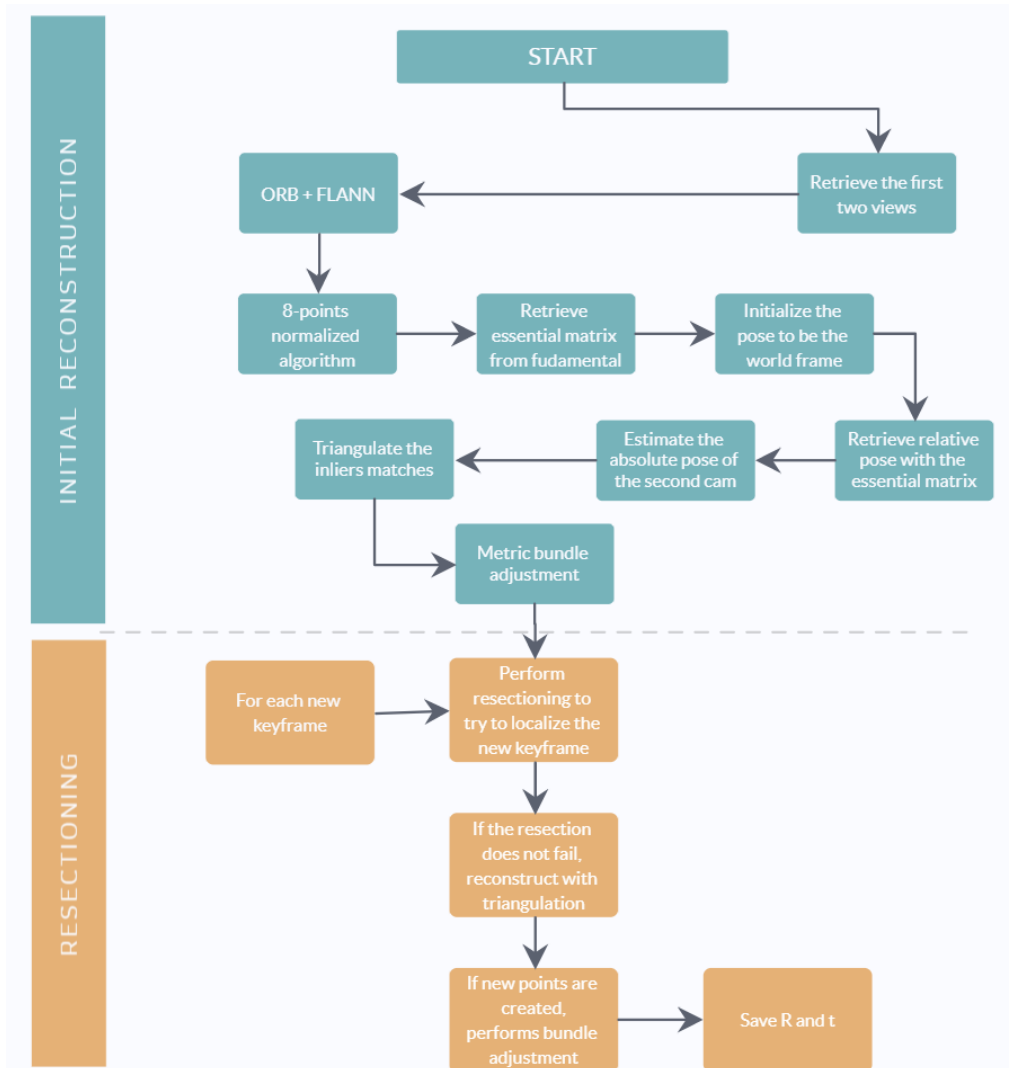 INITIAL RECONSTRUCTION
START
Retrieve the first
two views
ORB + FLANN
8-points
normalized
algorithm
Retrieve
essential matrix
from fudamental
Initialize the
pose to be the
world frame
Retrieve relative
pose with the
essential matrix
Estimate the
absolute pose of
the second cam
Triangulate the
inliers matches
Metric bundle
adjustment
RESECTIONING
For each new
keyframe
Perform
resectioning to
try to localize the
new keyframe
If the resection
does not fail,
reconstruct with
triangulation
If new points are
created,
performs bundle
adjustment
Save R and t